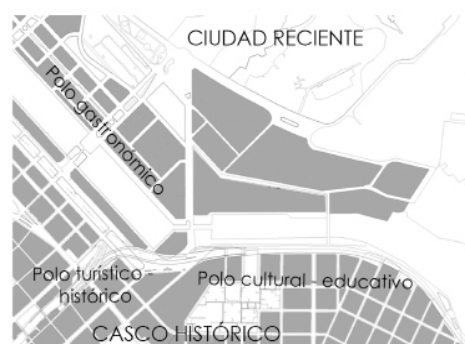 CIUDAD RECIENTE
Polo gastronómico
Polo turístico -
histórico
Polo cultural - educativo
CASCO HISTÓRICO